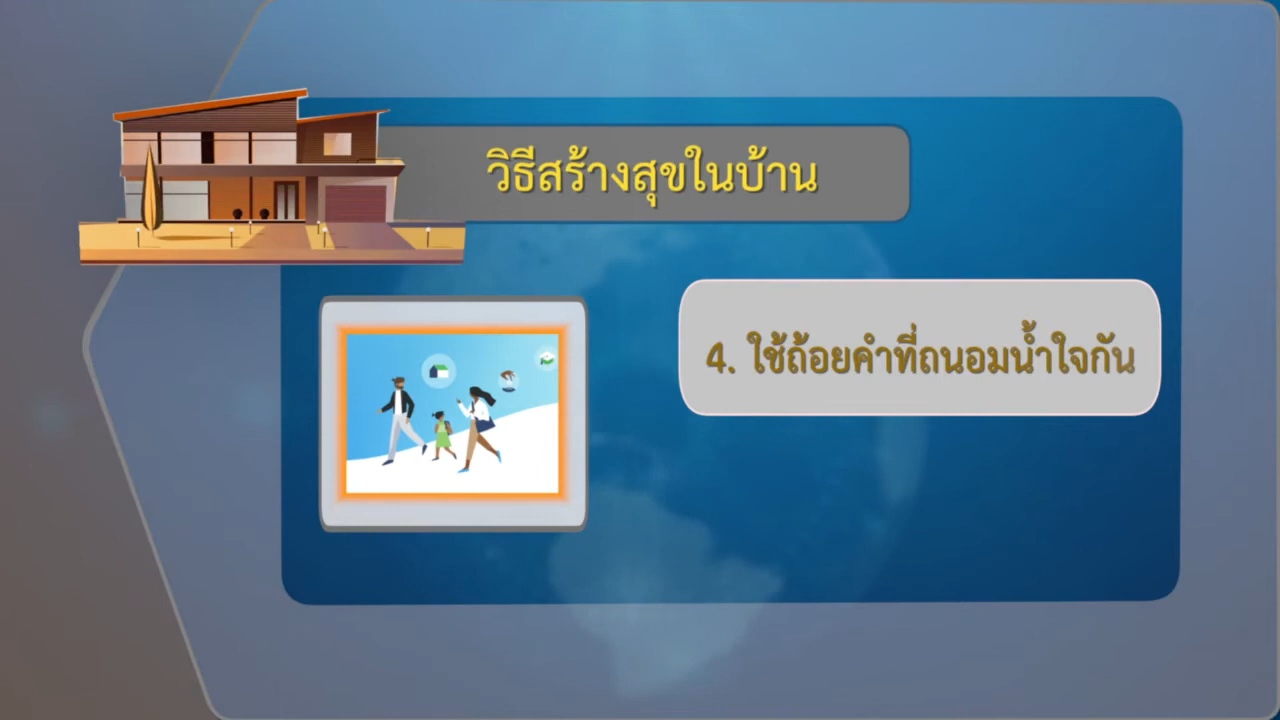 วิธีสร้างสุขในบ้าน
4. ใช้ถ้อยคำที่ถนอมน้ำใจกัน